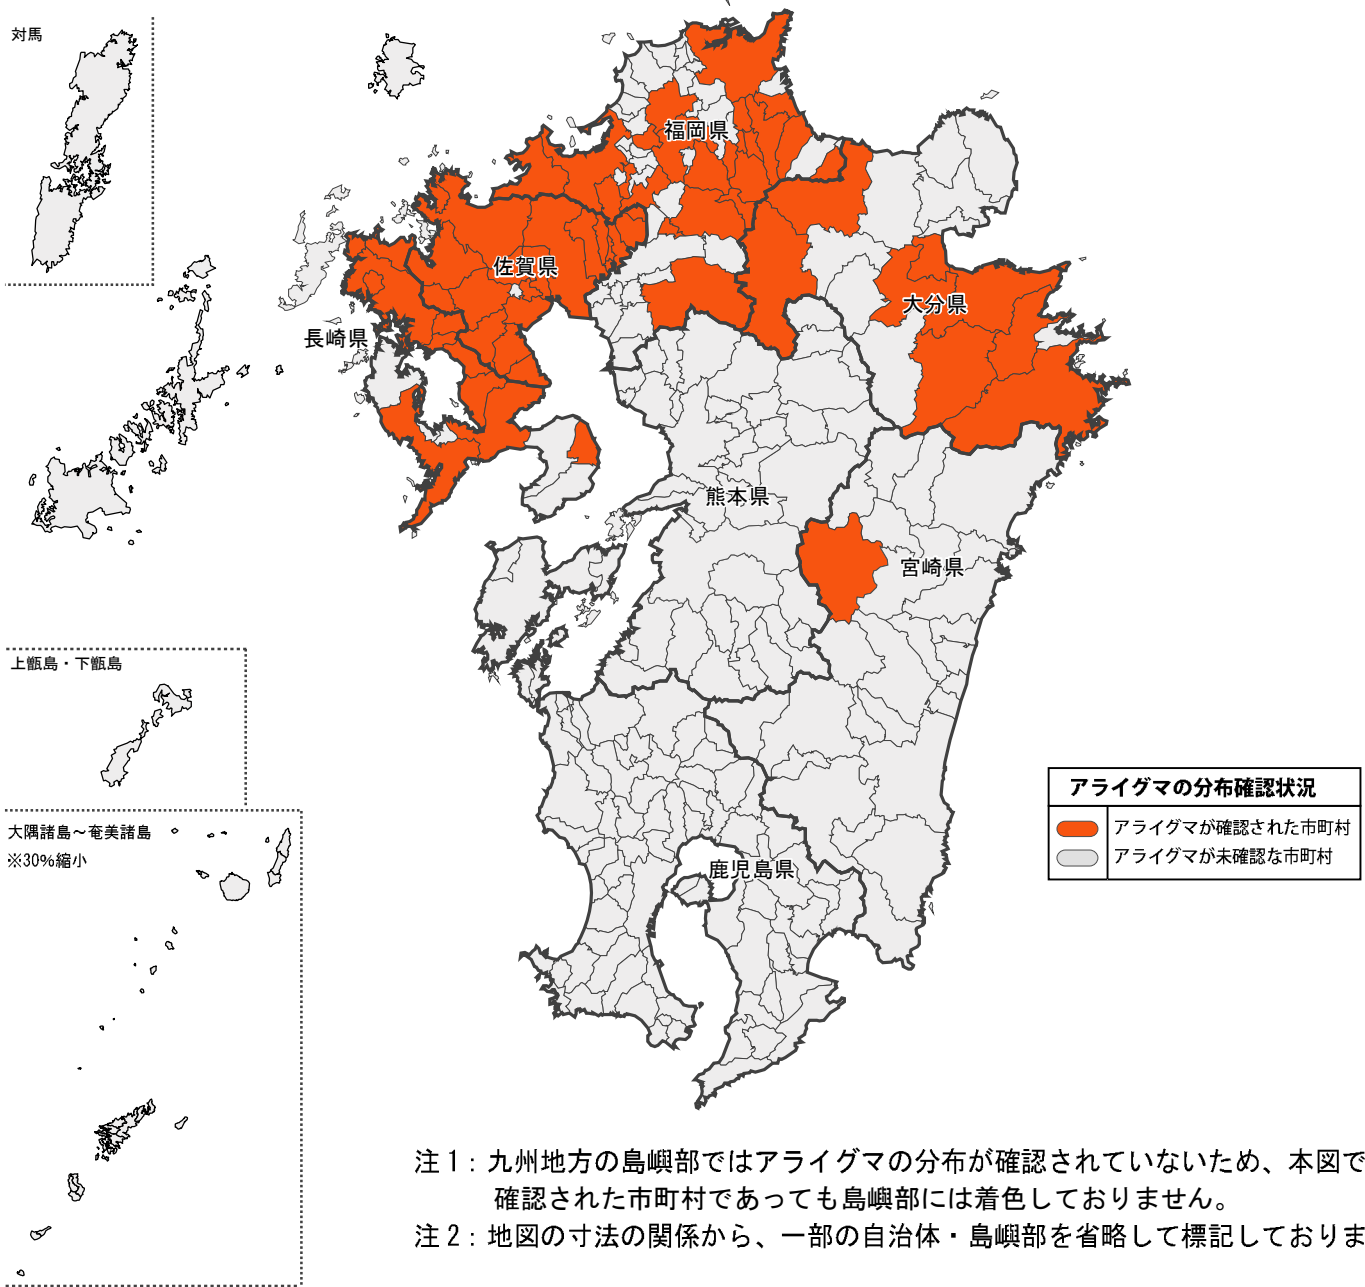 対馬
福岡県
佐賀県
大分県
長崎県
熊本県
宮崎県
上甑島・下甑島
アライグマの分布確認状況
アライグマが確認された市町村
アライグマが未確認な市町村
大隅諸島～奄美諸島
※30%縮小
鹿児島県
注1：九州地方の島嶼部ではアライグマの分布が確認されていないため、本図で
確認された市町村であっても島嶼部には着色しておりません。
注2：地図の寸法の関係から、一部の自治体・島嶼部を省略して標記しておりま